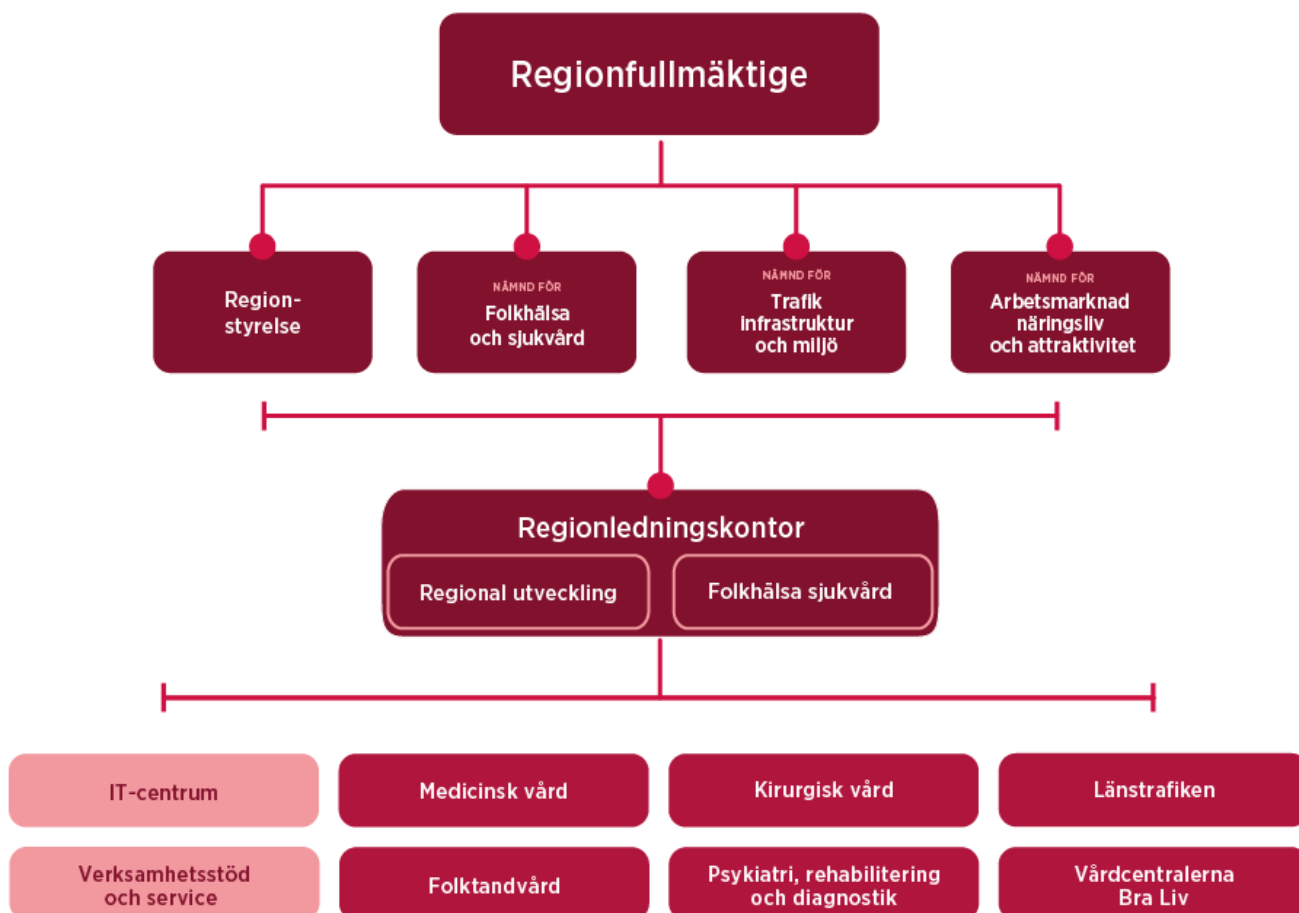 Regionfullmäktige
Region-
styrelse
NÄMND FÖR
Folkhälsa
och sjukvård
NÄMND FÖR
Trafik
infrastruktur
och miljö
NÄMND FÖR
Arbetsmarknad
näringsliv
och attraktivitet
Regionledningskontor
Regional utveckling
Folkhälsa sjukvård
IT-centrum
Medicinsk vård
Kirurgisk vård
Länstrafiken
Verksamhetsstöd
och service
Folktandvård
Psykiatri, rehabilitering
och diagnostik
Vårdcentralerna
Bra Liv